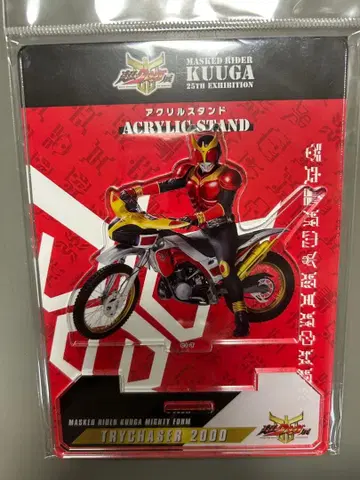 MASKED RIDER
KUUGA
25TH EXHIBITION
アクリルスタンド
ACRYLIC STAND
MASKED RIDER KUUGA MIGHTY FORM
TRYCHASER 2000